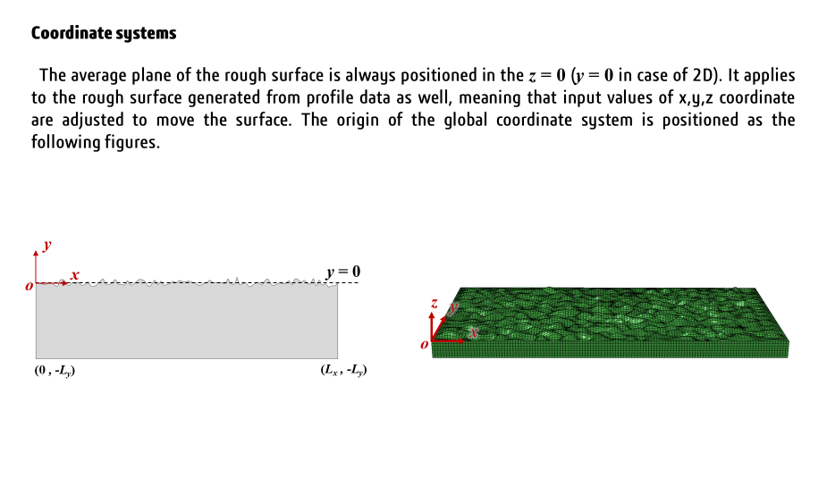 Coordinate systems
The average plane of the rough surface is always positioned in the z = 0 (y = 0 in case of 2D). It applies
to the rough surface generated from profile data as well, meaning that input values of x,y,z coordinate
are adjusted to move the surface. The origin of the global coordinate system is positioned as the
following figures.
y
x
y = 0
o
z
y
x
o
(0 , -Ly)
(Lx , -Ly)